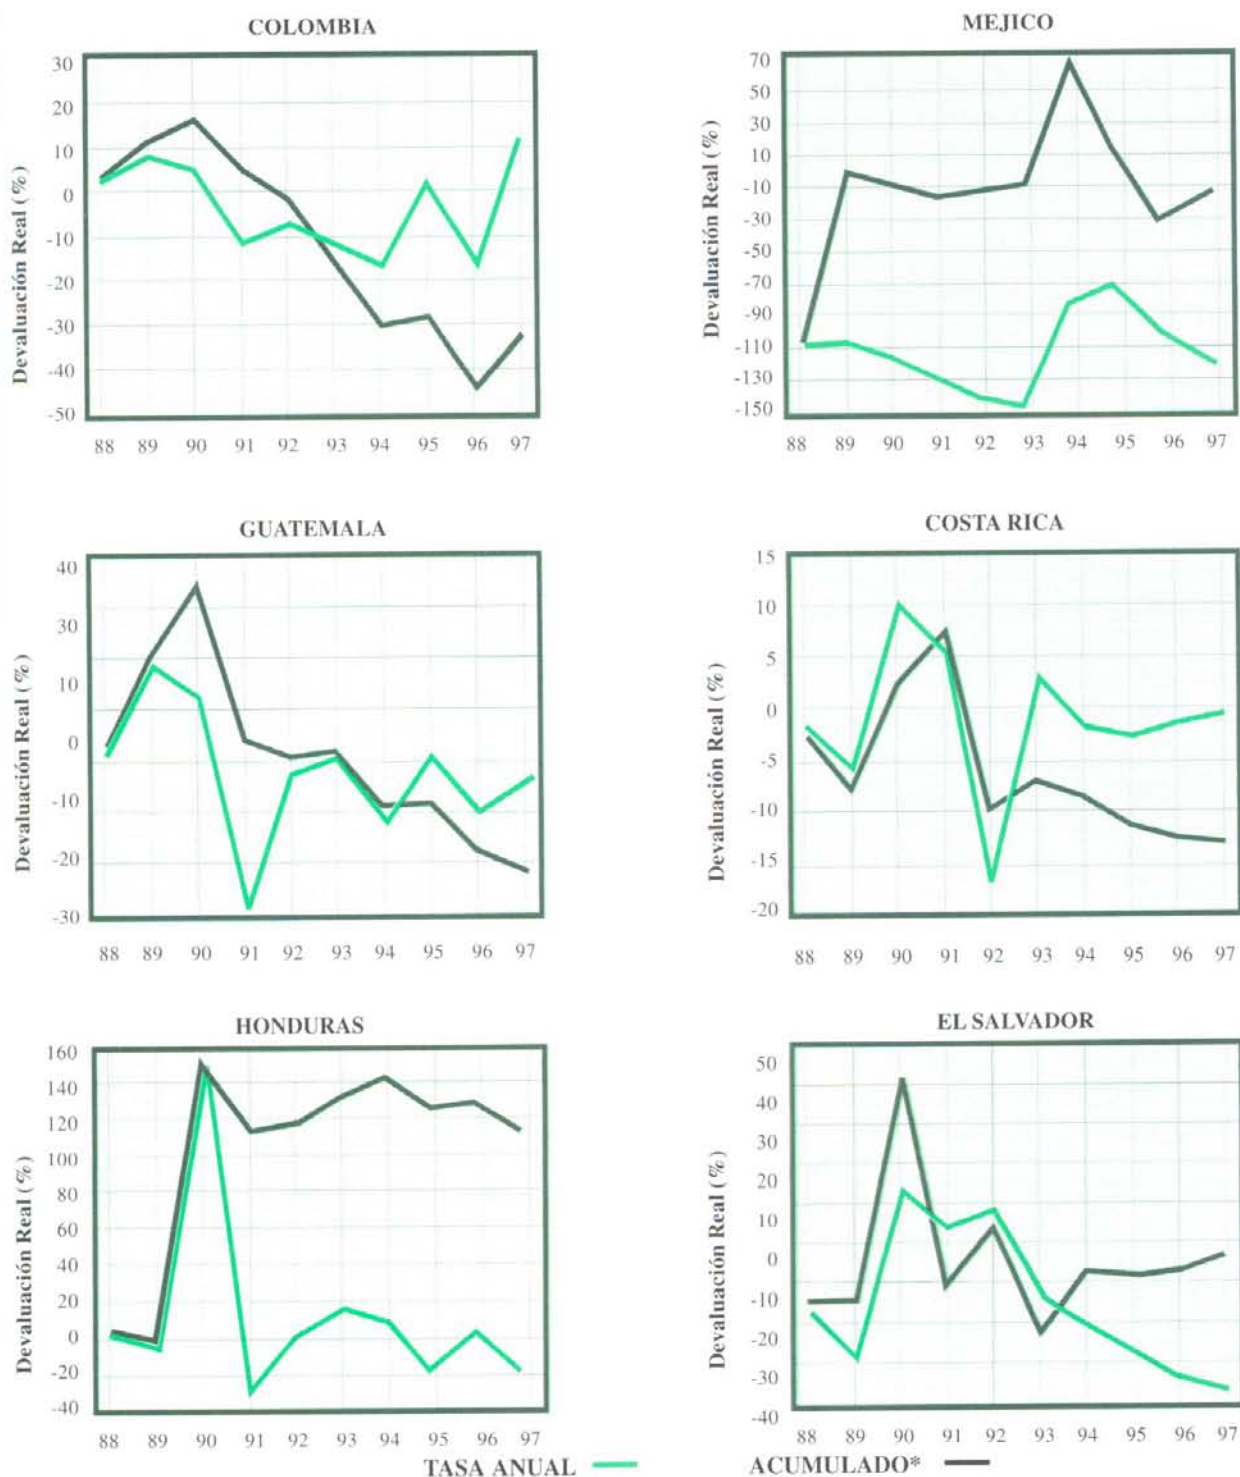 COLOMBIA
Devaluación Real (%)
30
20
10
0
-10
-20
-30
-40
-50
88 89 90 91 92 93 94 95 96 97
MEJICO
Devaluación Real (%)
70
50
30
10
-10
-30
-50
-70
-90
-110
-130
-150
88 89 90 91 92 93 94 95 96 97
GUATEMALA
Devaluación Real (%)
40
30
10
0
-10
-20
-30
88 89 90 91 92 93 94 95 96 97
COSTA RICA
Devaluación Real (%)
15
10
5
0
-5
-10
-15
-20
88 89 90 91 92 93 94 95 96 97
HONDURAS
Devaluación Real (%)
160
140
120
100
80
60
40
20
0
-20
-40
88 89 90 91 92 93 94 95 96 97
EL SALVADOR
Devaluación Real (%)
50
40
30
20
10
0
-10
-20
-30
-40
88 89 90 91 92 93 94 95 96 97
TASA ANUAL
ACUMULADO*